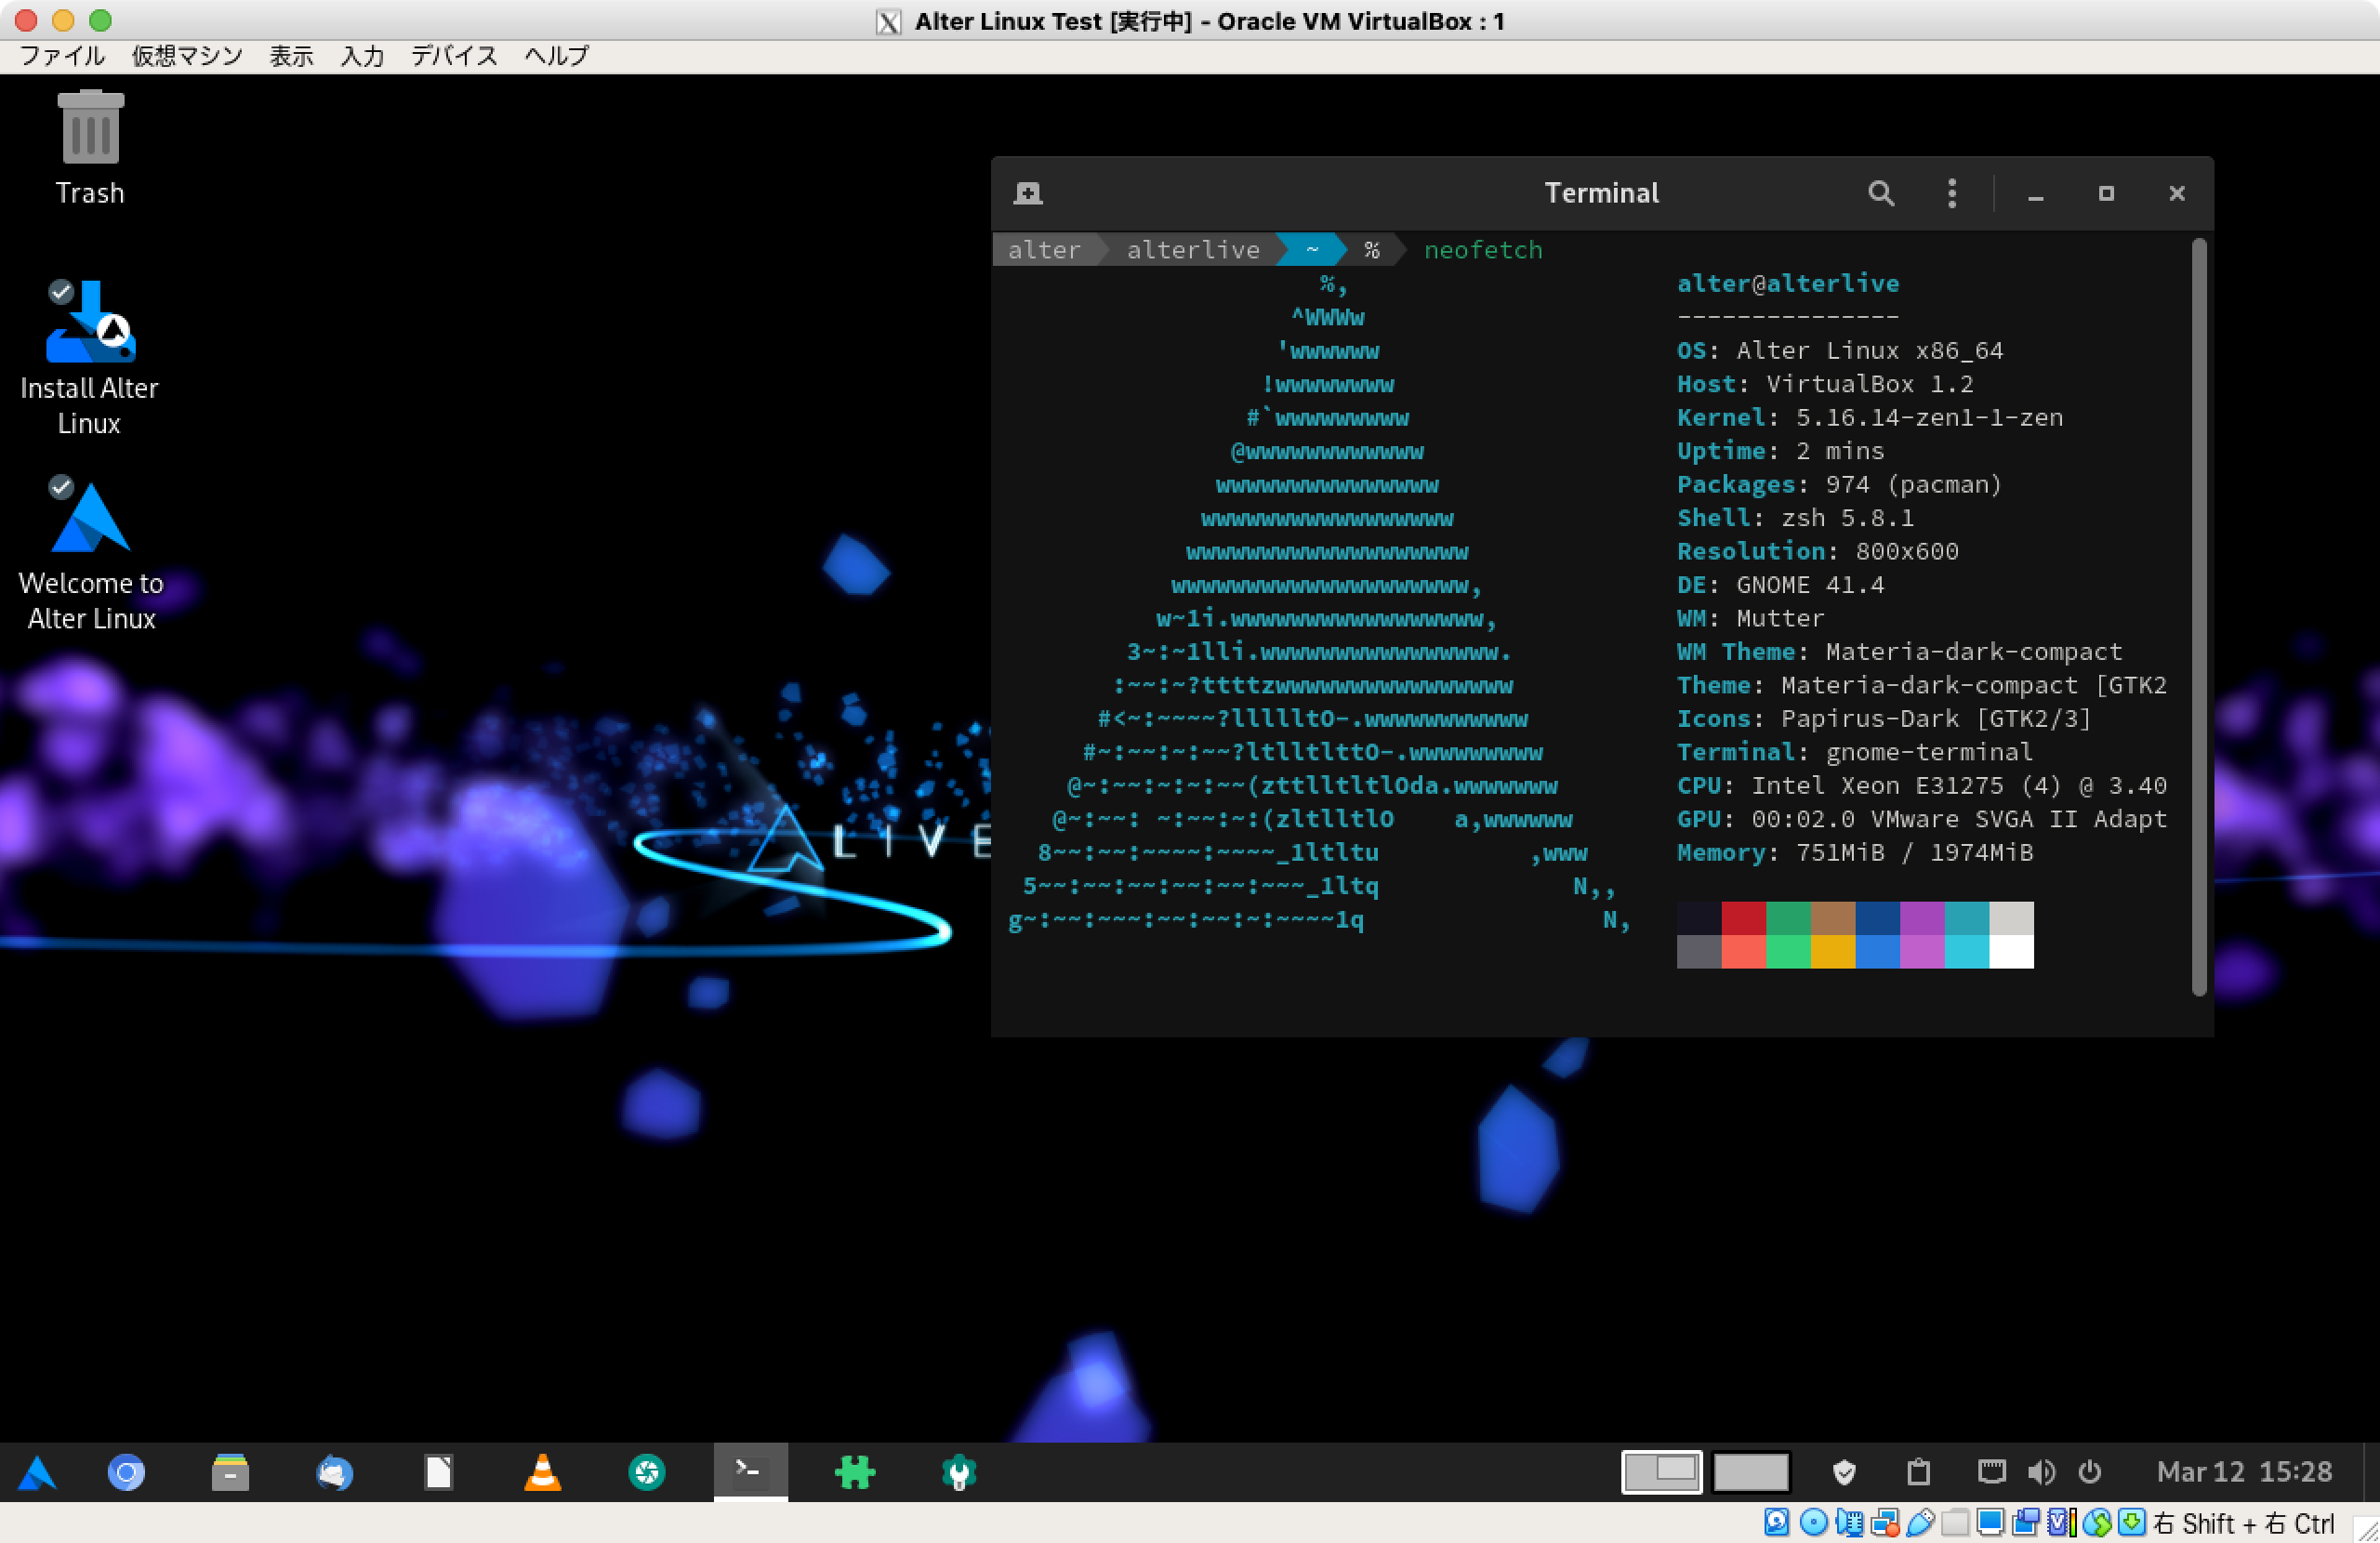 Alter Linux Test [実行中] - Oracle VM VirtualBox : 1
ファイル 仮想マシン 表示 入力 デバイス ヘルプ
Trash
Install Alter
Linux
Welcome to
Alter Linux
LIVE
Terminal
alter alterlive ~ % neofetch
%,
^WWWw
'wwwwww
!wwwwwwww
#`wwwwwwwww
@wwwwwwwwwwww
wwwwwwwwwwwwwww
wwwwwwwwwwwwwwwww
wwwwwwwwwwwwwwwwwww
wwwwwwwwwwwwwwwwwwww,
w~1i.wwwwwwwwwwwwwwwww,
3~:~1lli.wwwwwwwwwwwwwwww.
:~~:~?ttttzwwwwwwwwwwwwwwww
#<~:~~~~?llllltO-.wwwwwwwwwww
#~:~~:~:~~?ltlltlttO-.wwwwwwwww
@~:~~:~:~:~~(zttlltltlOda.wwwwwww
@~:~~: ~:~~:~:(zltlltlO    a,wwwwww
8~~:~~:~~~~:~~~~_1ltltu          ,www
5~~:~~:~~:~~:~~:~~~_1ltq             N,,
g~:~~:~~~:~~:~~:~:~~~~1q                N,
alter@alterlive
---------------
OS: Alter Linux x86_64
Host: VirtualBox 1.2
Kernel: 5.16.14-zen1-1-zen
Uptime: 2 mins
Packages: 974 (pacman)
Shell: zsh 5.8.1
Resolution: 800x600
DE: GNOME 41.4
WM: Mutter
WM Theme: Materia-dark-compact
Theme: Materia-dark-compact [GTK2
Icons: Papirus-Dark [GTK2/3]
Terminal: gnome-terminal
CPU: Intel Xeon E31275 (4) @ 3.40
GPU: 00:02.0 VMware SVGA II Adapt
Memory: 751MiB / 1974MiB
Mar 12 15:28
右 Shift + 右 Ctrl